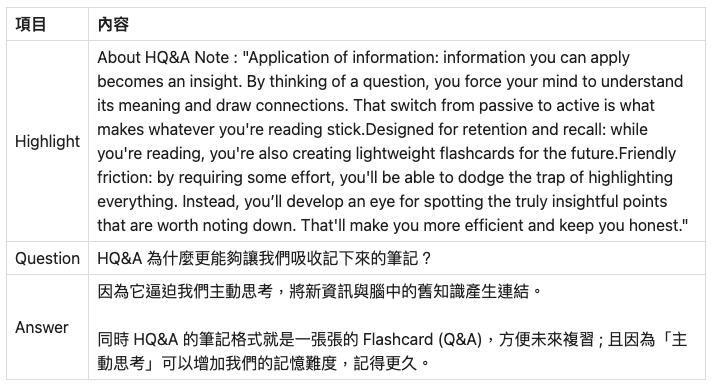 項目 內容
About HQ&A Note : "Application of information: information you can apply
becomes an insight. By thinking of a question, you force your mind to understand
its meaning and draw connections. That switch from passive to active is what
makes whatever you're reading stick.Designed for retention and recall: while
Highlight
you're reading, you're also creating lightweight flashcards for the future.Friendly
friction: by requiring some effort, you'll be able to dodge the trap of highlighting
everything. Instead, you’ll develop an eye for spotting the truly insightful points
that are worth noting down. That'll make you more efficient and keep you honest."
Question HQ&A 為什麼更能夠讓我們吸收記下來的筆記？
Answer
因為它逼迫我們主動思考，將新資訊與腦中的舊知識產生連結。
同時 HQ&A 的筆記格式就是一張張的 Flashcard (Q&A)，方便未來複習；且因為「主
動思考」可以增加我們的記憶難度，記得更久。